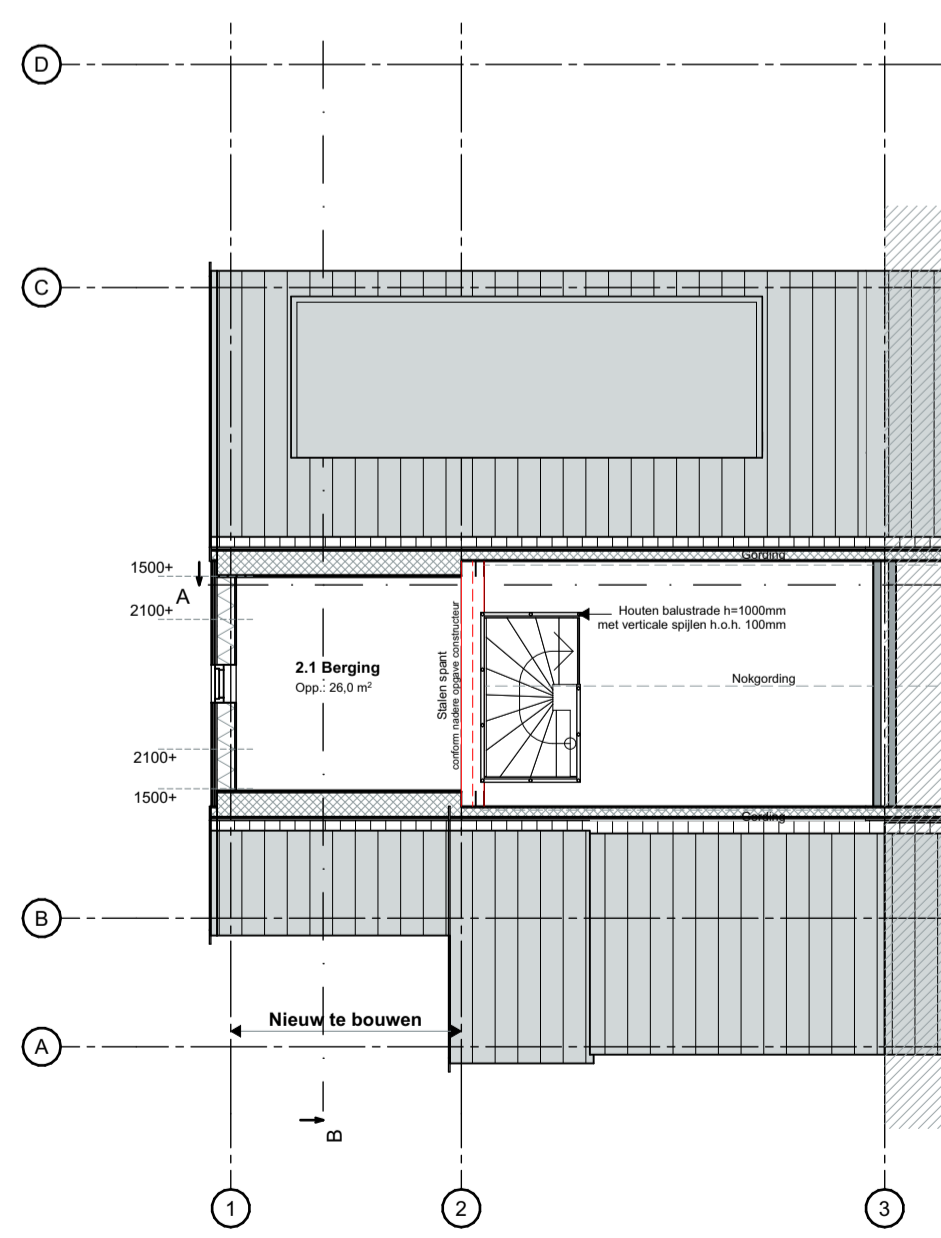 D
C
Gording
1500+
A
2100+
Houten balustrade h=1000mm
met verticale spijlen h.o.h. 100mm
2.1 Berging
Opp.: 26,0 m²
Stalen spant
conform nadere opgave constructeur
Nokgording
2100+
1500+
Gording
B
Nieuw te bouwen
A
B
1
2
3